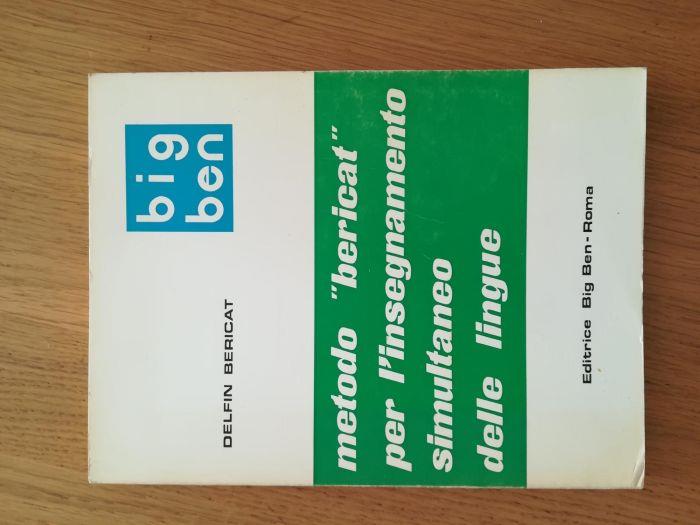 big
ben
DELFIN BERICAT
metodo "bericat"
per l'insegnamento
simultaneo
delle lingue
Editrice Big Ben - Roma